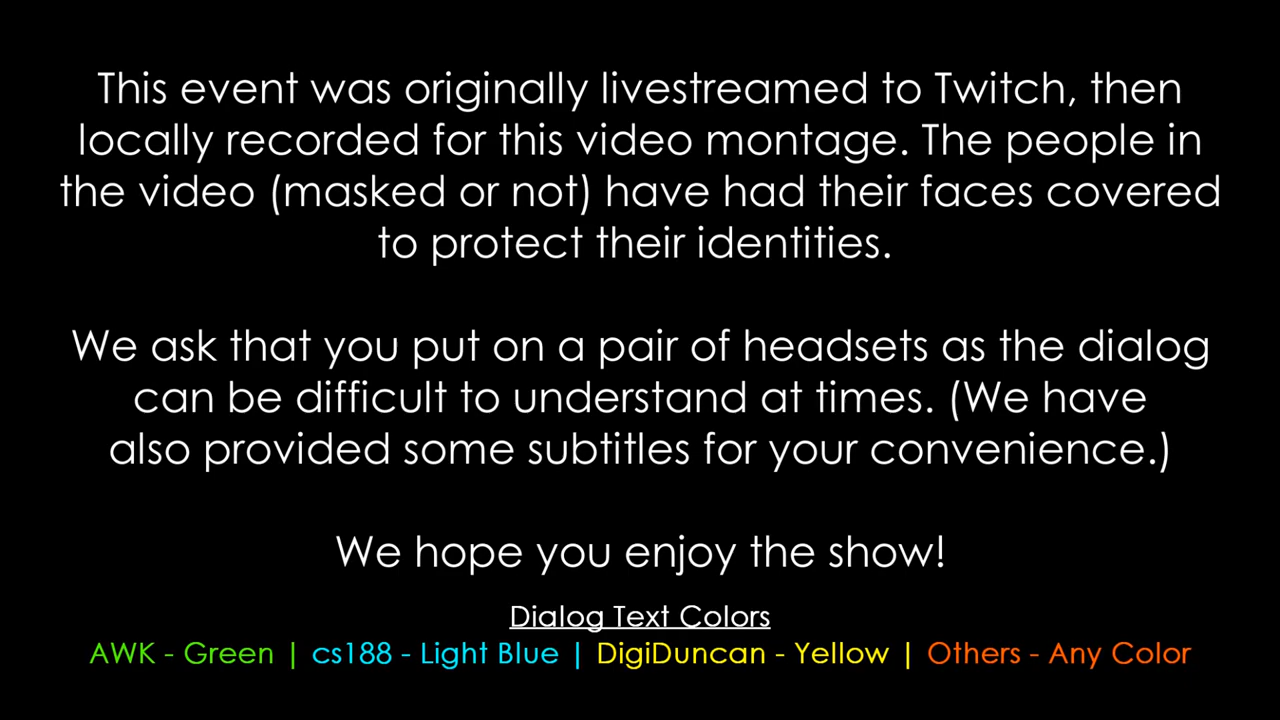 This event was originally livestreamed to Twitch, then
locally recorded for this video montage. The people in
the video (masked or not) have had their faces covered
to protect their identities.
We ask that you put on a pair of headsets as the dialog
can be difficult to understand at times. (We have
also provided some subtitles for your convenience.)
We hope you enjoy the show!
Dialog Text Colors
AWK - Green | cs188 - Light Blue | DigiDuncan - Yellow | Others - Any Color